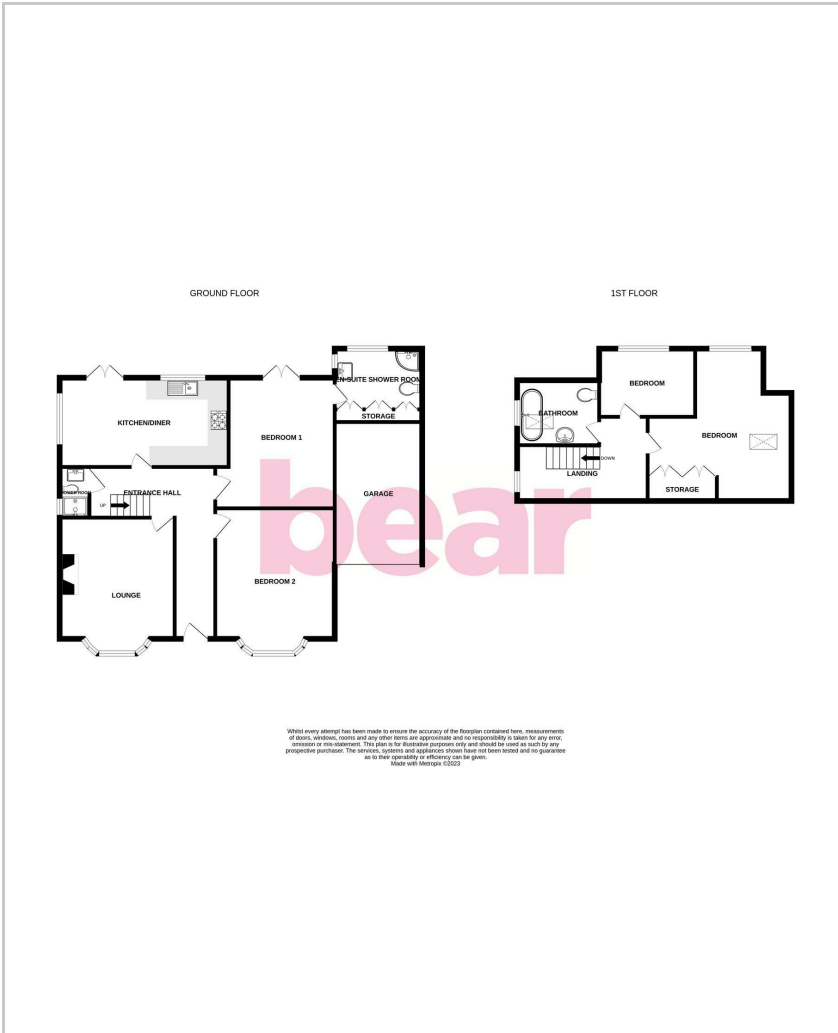 GROUND FLOOR
1ST FLOOR
EN-SUITE SHOWER ROOM
STORAGE
KITCHEN/DINER
BEDROOM 1
GARAGE
SHOWER ROOM
ENTRANCE HALL
UP
LOUNGE
BEDROOM 2
BEDROOM
BATHROOM
BEDROOM
DOWN
LANDING
STORAGE
bear
Whilst every attempt has been made to ensure the accuracy of the floorplan contained here, measurements
of doors, windows, rooms and any other items are approximate and no responsibility is taken for any error,
omission or mis-statement. This plan is for illustrative purposes only and should be used as such by any
prospective purchaser. The services, systems and appliances shown have not been tested and no guarantee
as to their operability or efficiency can be given.
Made with Metropix ©2023